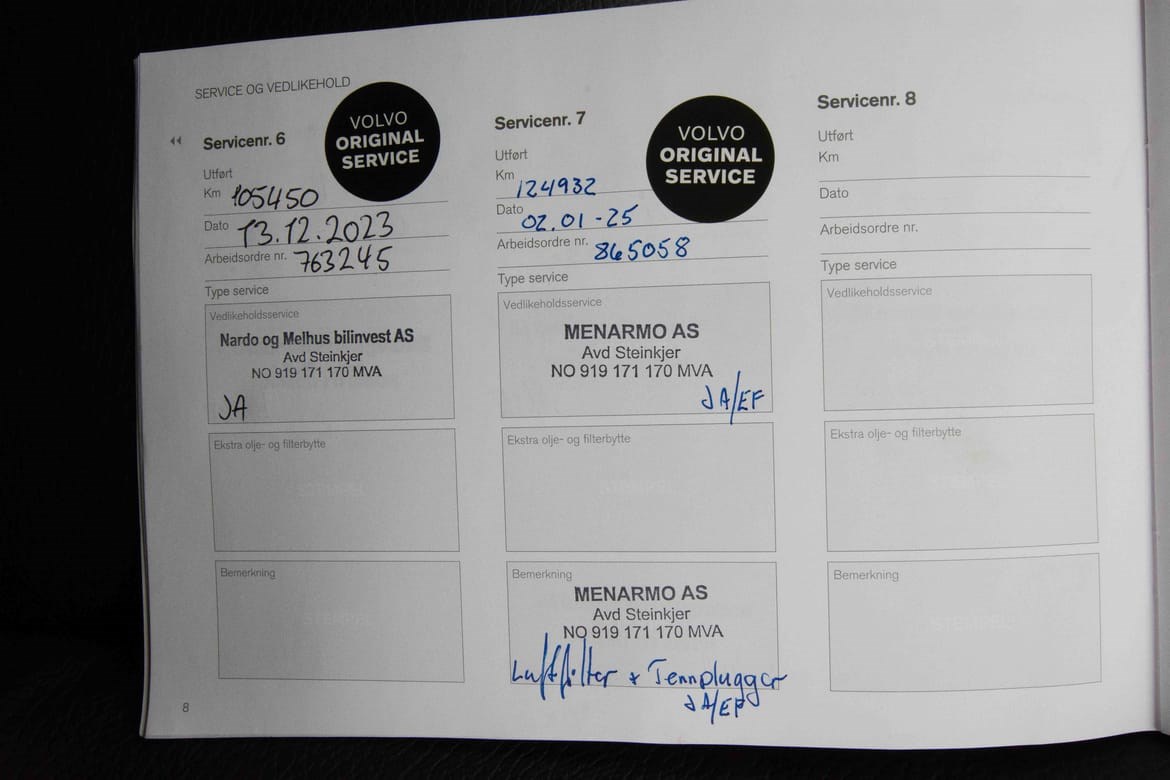 SERVICE OG VEDLIKEHOLD
Servicenr. 6
VOLVO
ORIGINAL
SERVICE
Utført
Km 105450
Dato 13.12.2023
Arbeidsordre nr. 763245
Type service
Vedlikeholdsservice
Nardo og Melhus bilinvest AS
Avd Steinkjer
NO 919 171 170 MVA
JA
Ekstra olje- og filterbytte
STEMPEL
Bemerkning
STEMPEL
8
Servicenr. 7
VOLVO
ORIGINAL
SERVICE
Utført
Km 124932
Dato 02.01-25
Arbeidsordre nr. 865058
Type service
Vedlikeholdsservice
MENARMO AS
Avd Steinkjer
NO 919 171 170 MVA
JA/EF
Ekstra olje- og filterbytte
STEMPEL
Bemerkning
MENARMO AS
Avd Steinkjer
NO 919 171 170 MVA
Luftfilter + Tennplugger
JA/EF
Servicenr. 8
Utført
Km
Dato
Arbeidsordre nr.
Type service
Vedlikeholdsservice
Ekstra olje- og filterbytte
STEMPEL
Bemerkning
STEMPEL